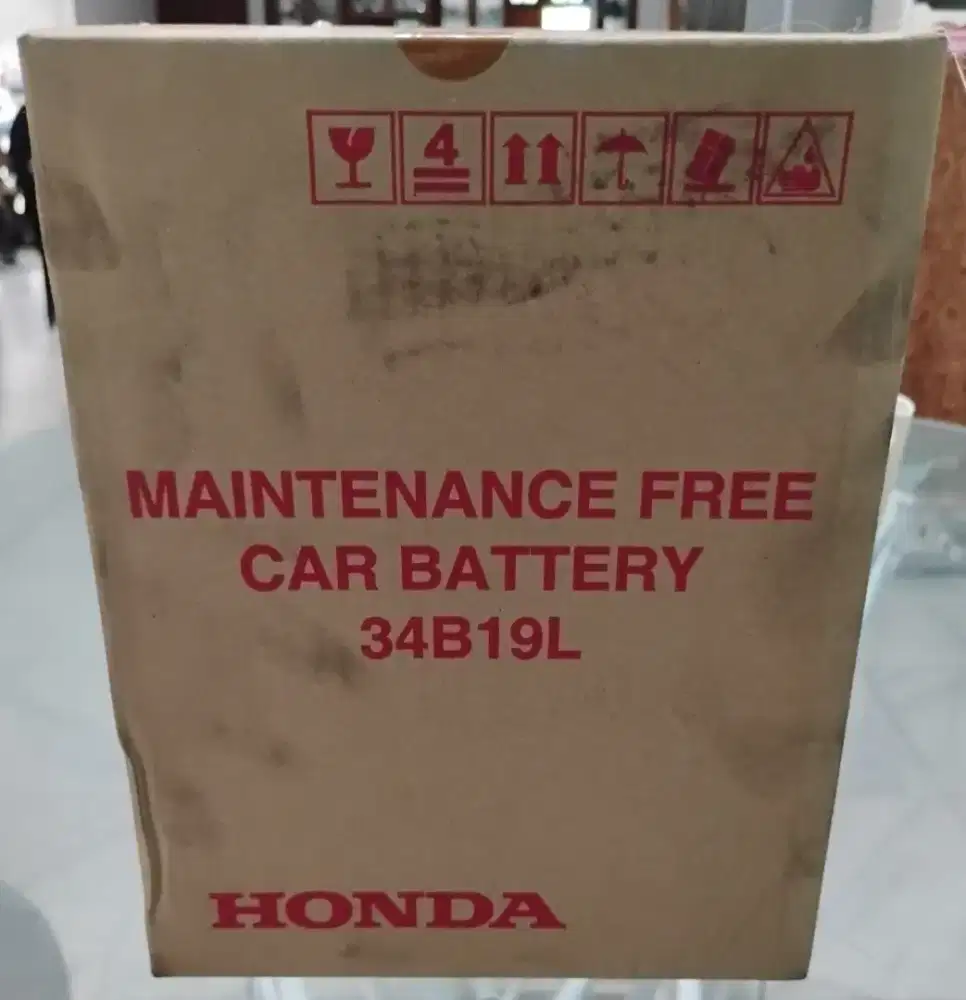 4
MAINTENANCE FREE
CAR BATTERY
34B19L
HONDA